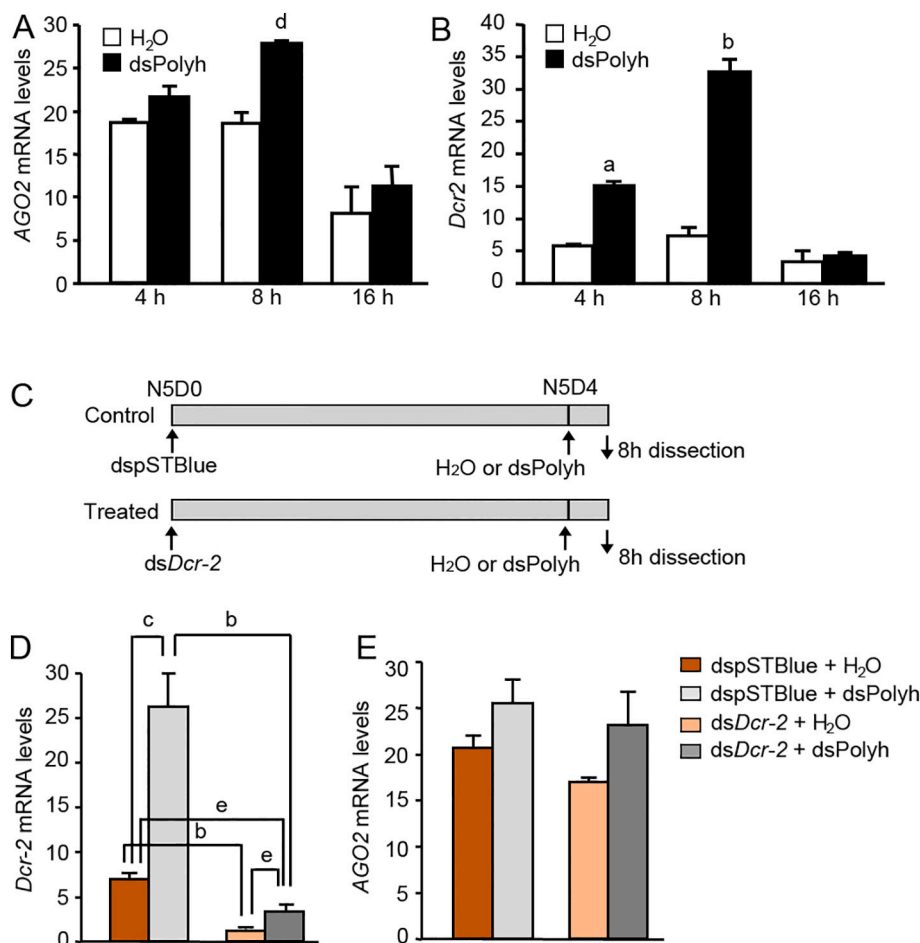 A
30
25
20
15
10
5
0
AGO2 mRNA levels
H₂O
dsPolyh
d
4 h 8 h 16 h
B
40
35
30
25
20
15
10
5
0
Dcr2 mRNA levels
H₂O
dsPolyh
a
b
4 h 8 h 16 h
C
N5D0 N5D4
Control
dspSTBlue H2O or dsPolyh 8h dissection
Treated
dsDcr-2 H2O or dsPolyh 8h dissection
D
30
25
20
15
10
5
0
Dcr-2 mRNA levels
c b
e
b e
E
30
25
20
15
10
5
0
AGO2 mRNA levels
dspSTBlue + H₂O
dspSTBlue + dsPolyh
dsDcr-2 + H₂O
dsDcr-2 + dsPolyh